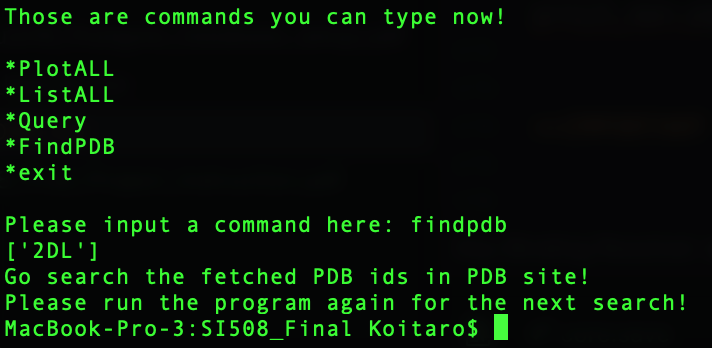 Those are commands you can type now!
*PlotALL
*ListALL
*Query
*FindPDB
*exit
Please input a command here: findpdb
['2DL']
Go search the fetched PDB ids in PDB site!
Please run the program again for the next search!
MacBook-Pro-3:SI508_Final Koitaro$